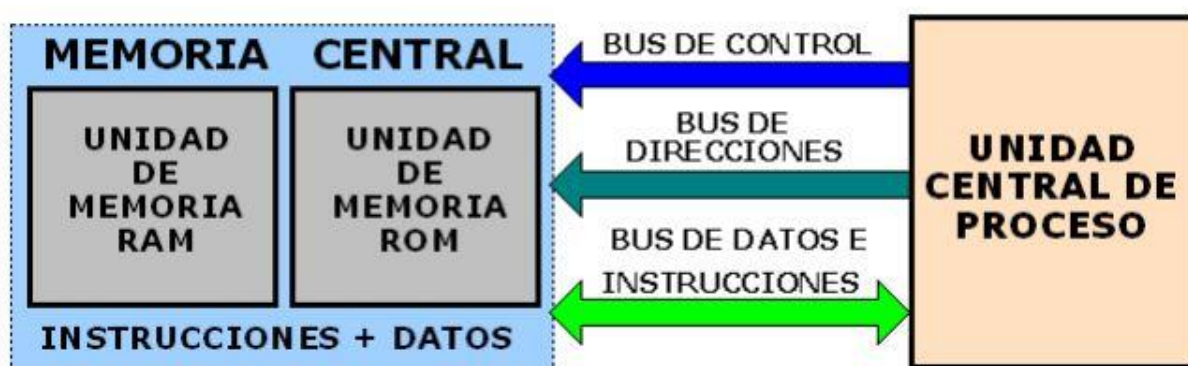 MEMORIA CENTRAL
UNIDAD
DE
MEMORIA
RAM
UNIDAD
DE
MEMORIA
ROM
INSTRUCCIONES + DATOS
BUS DE CONTROL
BUS DE
DIRECCIONES
BUS DE DATOS E
INSTRUCCIONES
UNIDAD
CENTRAL DE
PROCESO